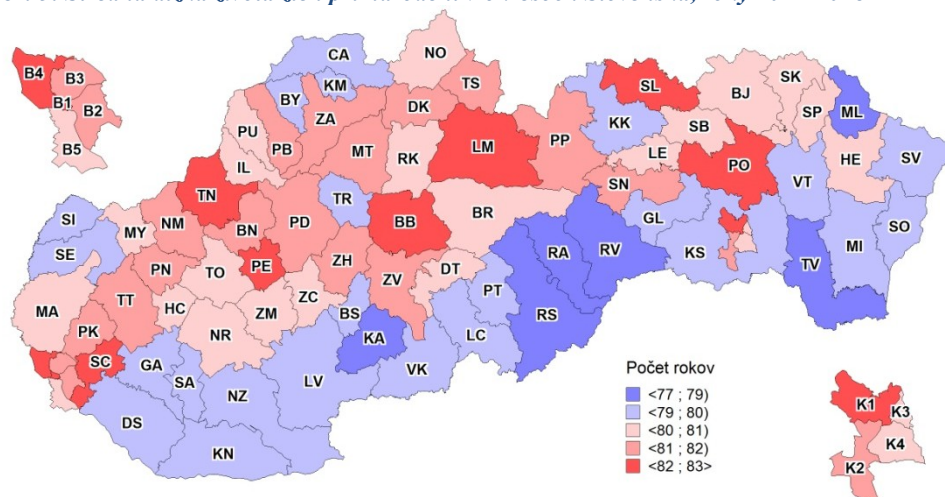 CA
NO
B4
B3
KM
SL
SK
TS
BJ
BY
B1
B2
ZA
DK
SP
ML
PU
KK
SB
PB
MT
PP
B5
RK
LM
LE
HE
SV
IL
PO
TN
SN
VT
TR
SI
NM
BN
PD
BB
BR
GL
MY
SO
SE
RA
RV
KS
MI
PE
ZH
PN
TO
DT
TV
ZV
PT
MA
TT
HC
ZM
ZC
BS
RS
PK
NR
KA
LC
SC
GA
VK
SA
NZ
LV
DS
KN
Počet rokov
<77 ; 79)
<79 ; 80)
<80 ; 81)
<81 ; 82)
<82 ; 83>
K1
K3
K4
K2